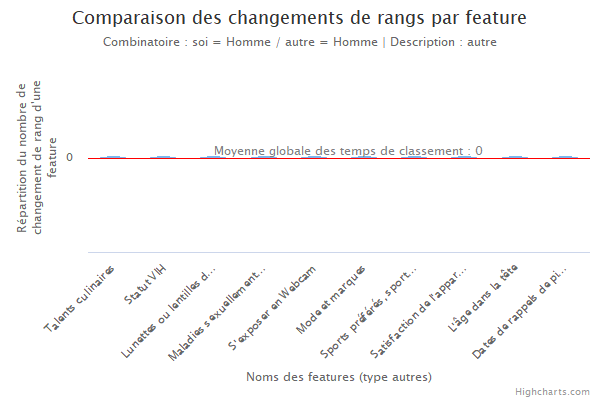 Comparaison des changements de rangs par feature
Combinatoire : soi = Homme / autre = Homme | Description : autre
Répartition du nombre de
changement de rang d'une
feature
0
Moyenne globale des temps de classement : 0
Talents culinaires
Statut VIH
Lunettes ou lentilles d...
Maladies sexuellement...
S'exposer en Webcam
Mode et marques
Sports préférés, sport...
Satisfaction de l'appar...
L'âge dans la tête
Dates de rappels de pi...
Noms des features (type autres)
Highcharts.com